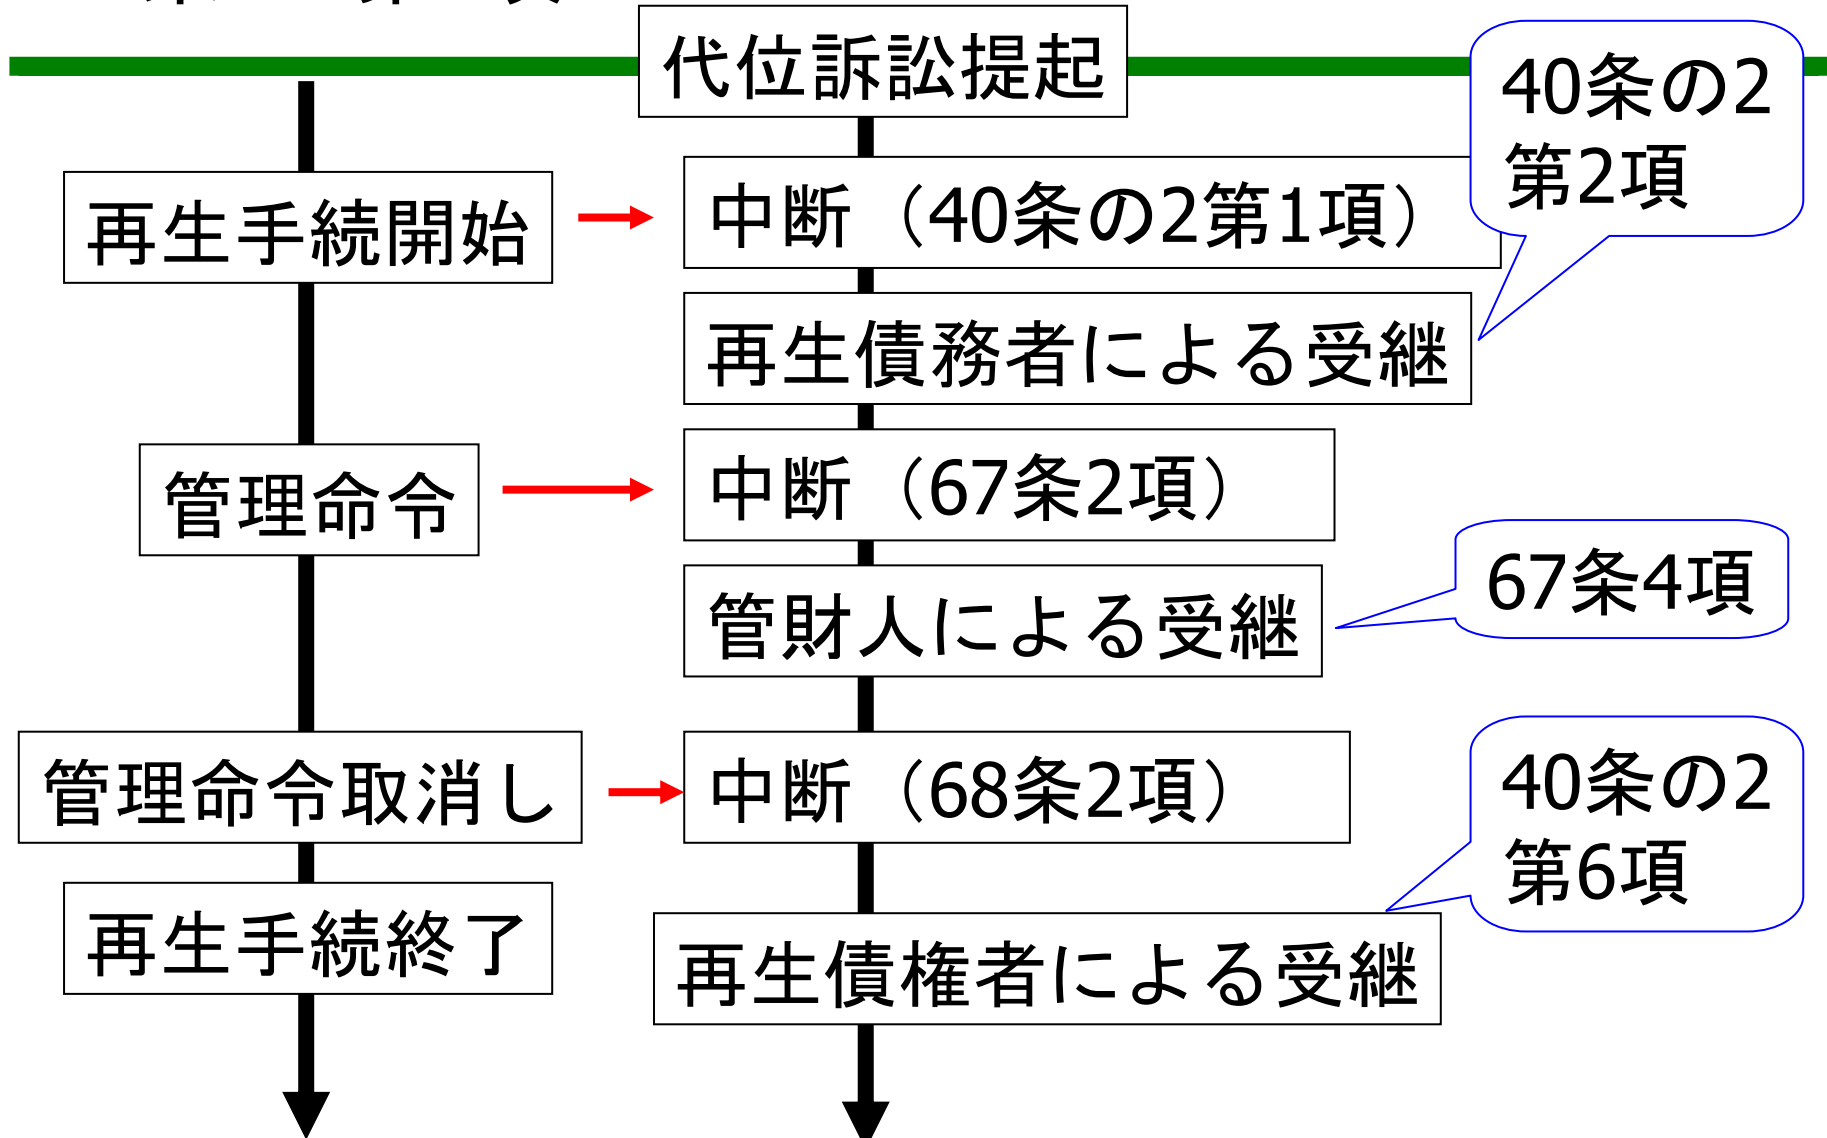 代位訴訟提起
40条の2
第2項
再生手続開始
中断（40条の2第1項）
再生債務者による受継
管理命令
中断（67条2項）
67条4項
管財人による受継
管理命令取消し
中断（68条2項）
40条の2
第6項
再生手続終了
再生債権者による受継